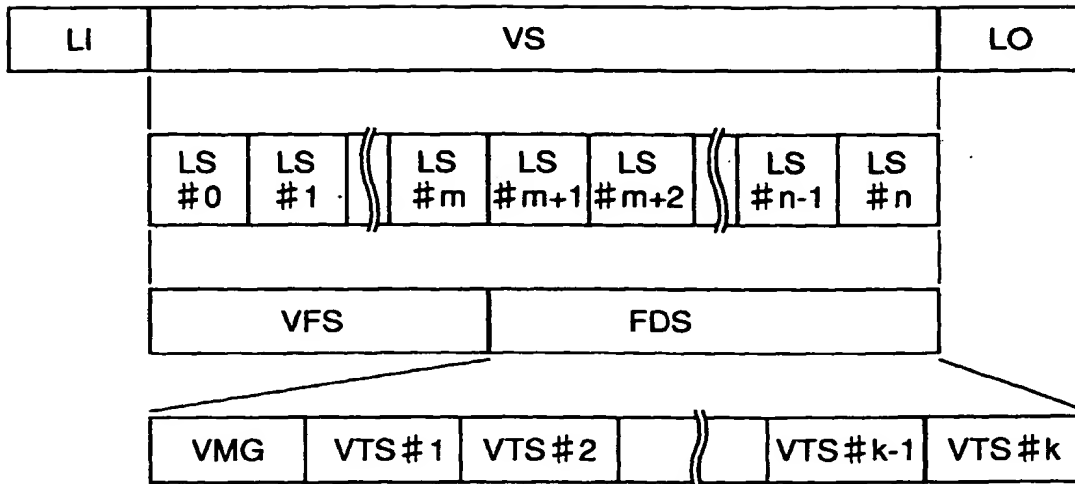 LI VS LO
LS LS LS LS LS LS LS
#0 #1 #m #m+1 #m+2 #n-1 #n
VFS FDS
VMG VTS#1 VTS#2 VTS#k-1 VTS#k